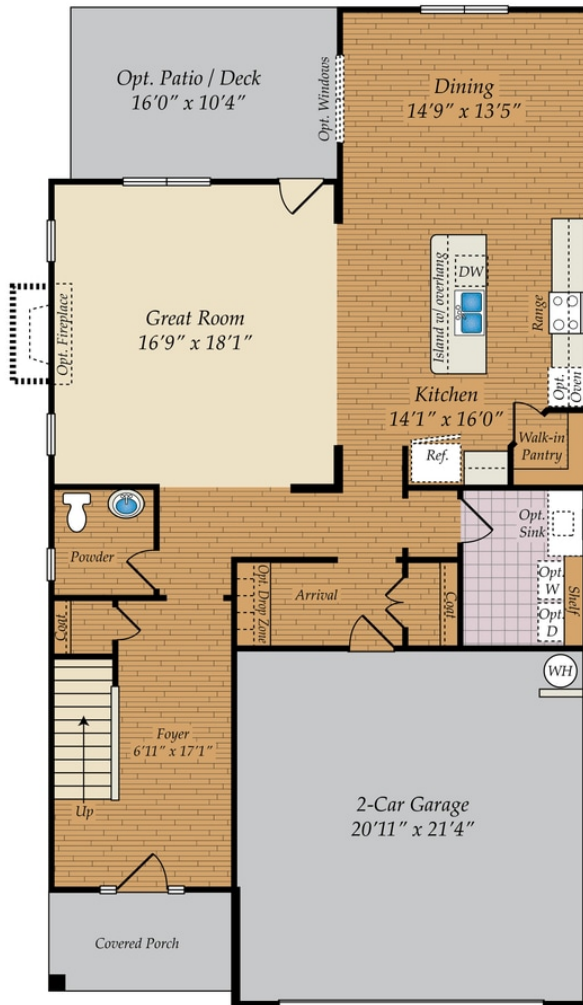 Opt. Patio / Deck
16'0" x 10'4"
Opt. Windows
Dining
14'9" x 13'5"
Great Room
16'9" x 18'1"
Opt. Fireplace
Island w/ overhang
DW
Range
Opt.
Oven
Kitchen
14'1" x 16'0"
Ref.
Walk-in
Pantry
Powder
Opt.
Sink
Opt.
W
Opt.
D
Shelf
Coat
Opt. Drop Zone
Arrival
Coat
WH
Foyer
6'11" x 17'1"
Up
2-Car Garage
20'11" x 21'4"
Covered Porch